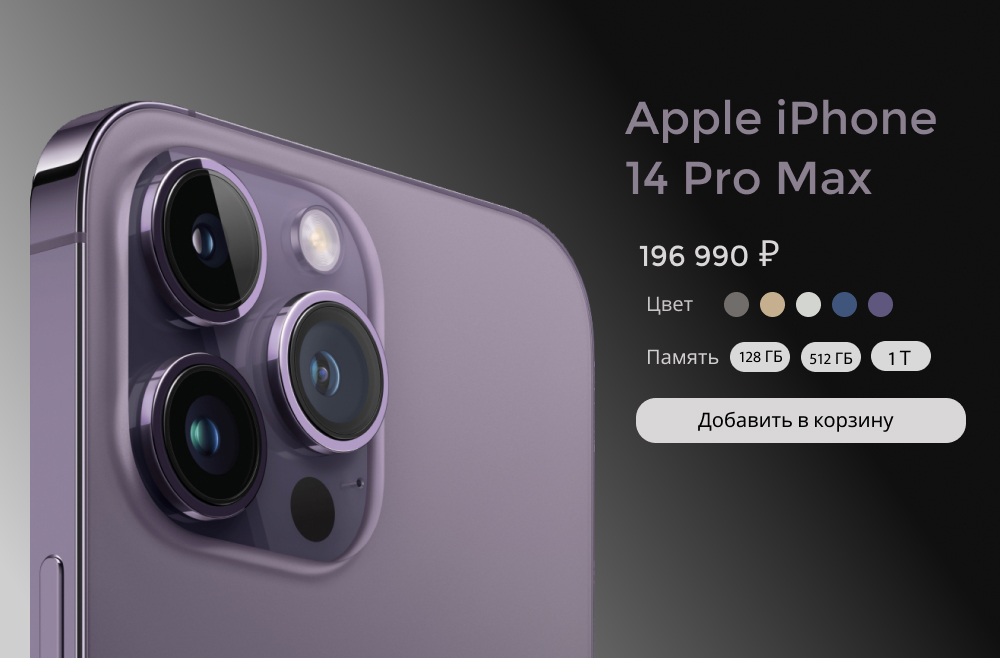 Apple iPhone
14 Pro Max
196 990 ₽
Цвет
Память 128 ГБ 512 ГБ 1 T
Добавить в корзину